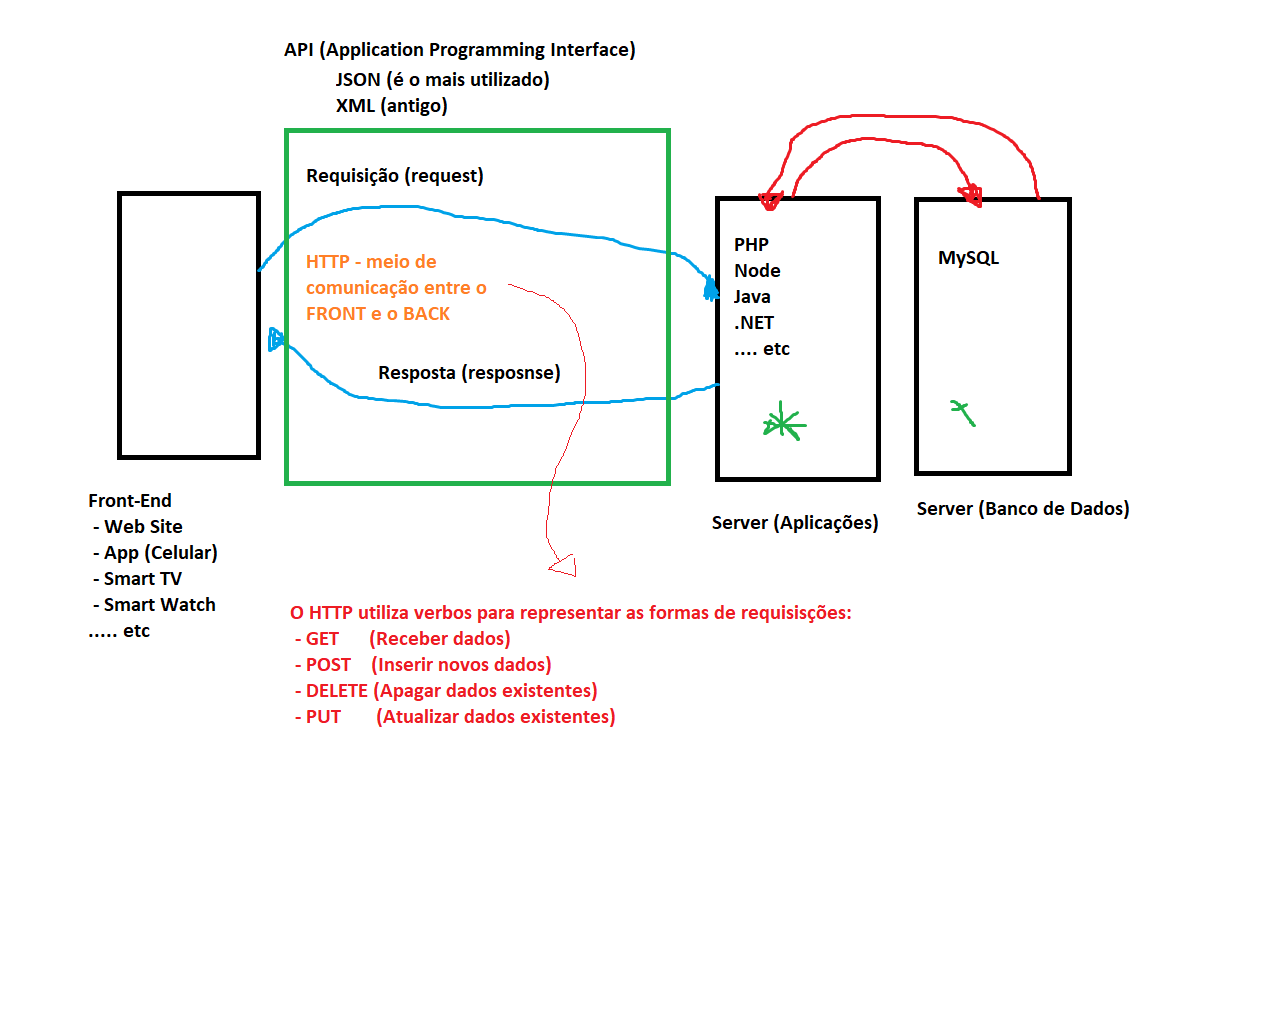 API (Application Programming Interface)
JSON (é o mais utilizado)
XML (antigo)
Requisição (request)
HTTP - meio de
comunicação entre o
FRONT e o BACK
Resposta (resposnse)
PHP
Node
Java
.NET
.... etc
MySQL
Front-End
- Web Site
- App (Celular)
- Smart TV
- Smart Watch
..... etc
Server (Aplicações)
Server (Banco de Dados)
O HTTP utiliza verbos para representar as formas de requisisções:
- GET (Receber dados)
- POST (Inserir novos dados)
- DELETE (Apagar dados existentes)
- PUT (Atualizar dados existentes)